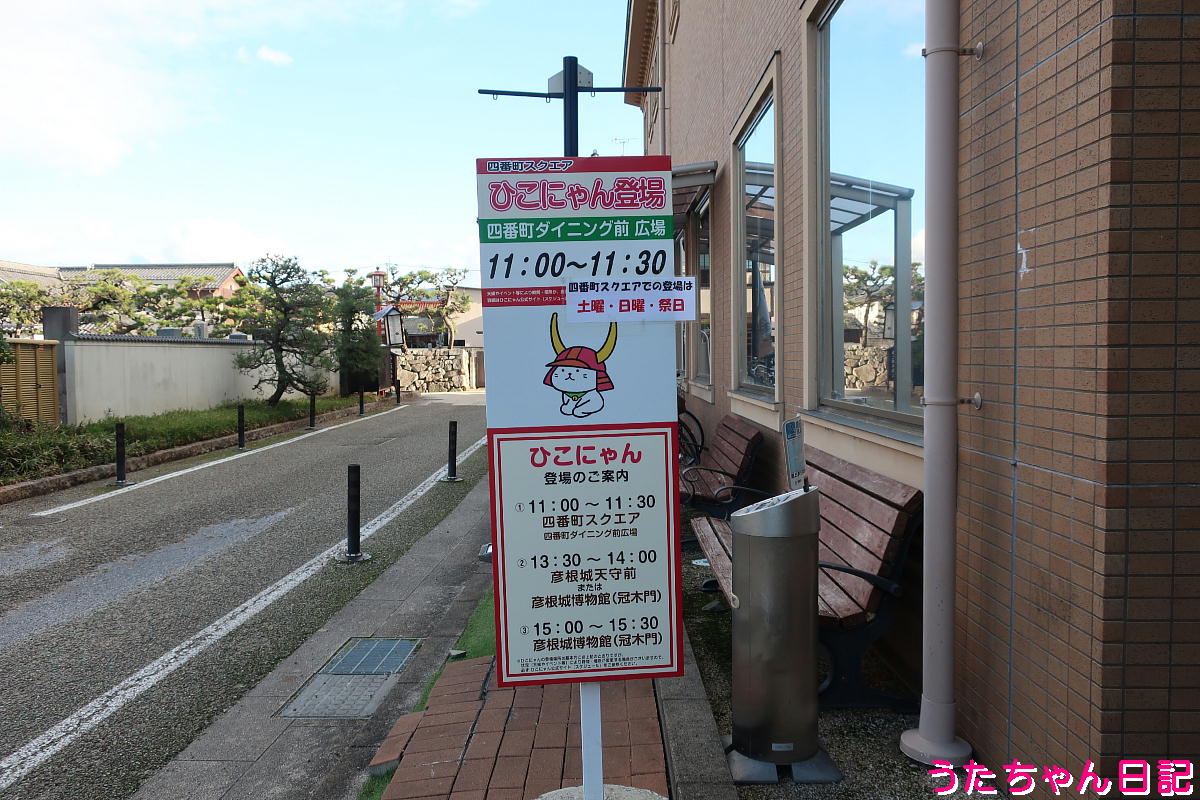 四番町スクエア
ひこにゃん登場
四番町ダイニング前 広場
11:00～11:30
四番町スクエアでの登場は
土曜・日曜・祭日
ひこにゃん
登場のご案内
① 11:00 ～ 11:30
四番町スクエア
四番町ダイニング前広場
② 13:30 ～ 14:00
彦根城天守前
または
彦根城博物館(冠木門)
③ 15:00 ～ 15:30
彦根城博物館(冠木門)
うたちゃん日記